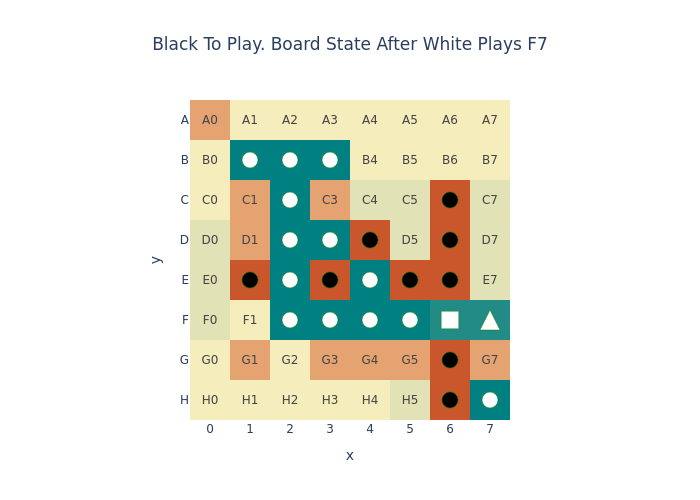 Black To Play. Board State After White Plays F7
A A0 A1 A2 A3 A4 A5 A6 A7
B B0 B4 B5 B6 B7
C C0 C1 C3 C4 C5 C7
D D0 D1 D5 D7
E E0 E7
F F0 F1
G G0 G1 G2 G3 G4 G5 G7
H H0 H1 H2 H3 H4 H5
0 1 2 3 4 5 6 7
x
y